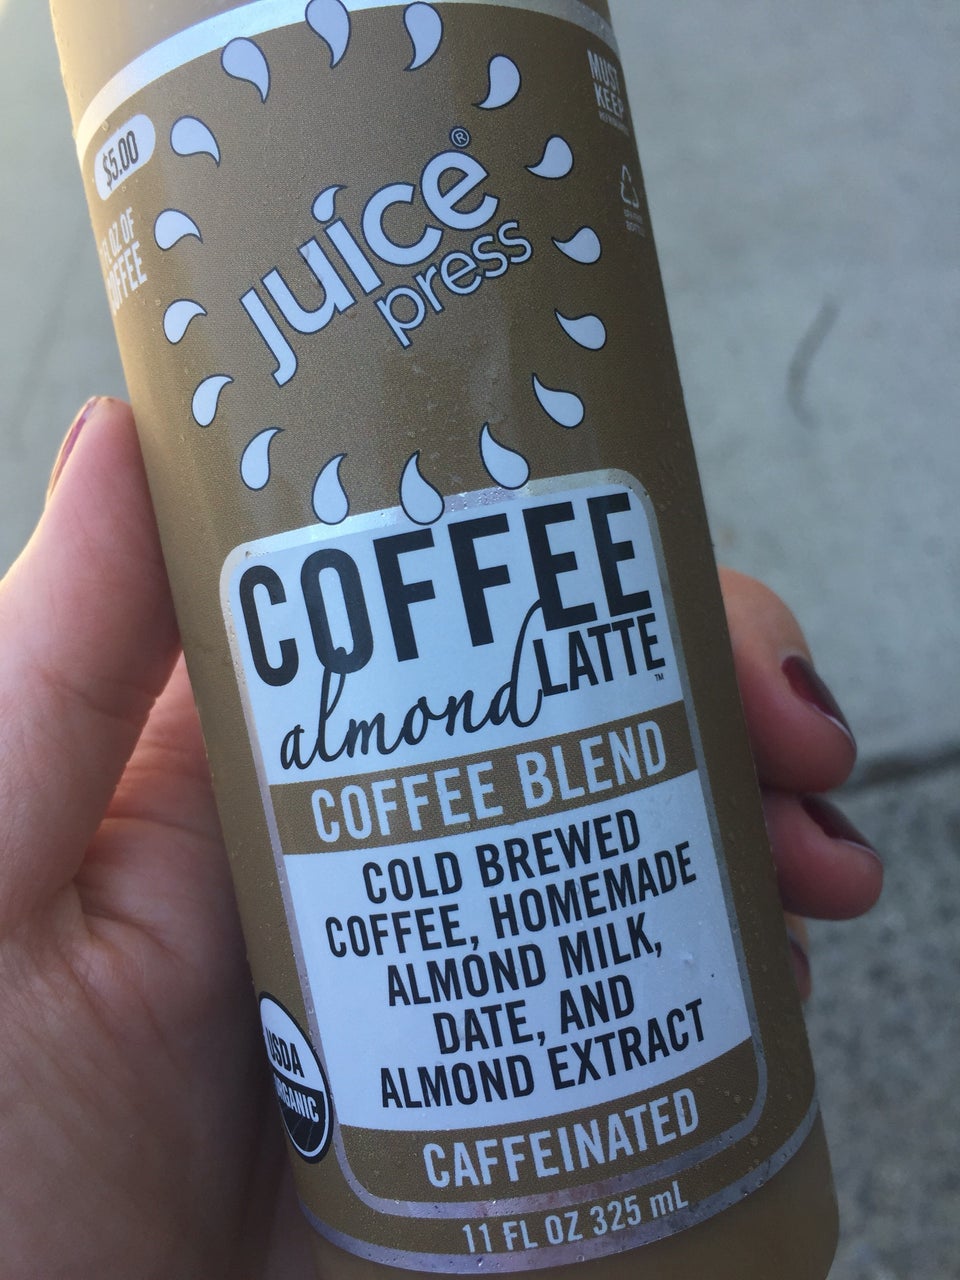 $5.00
OZ OF
COFFEE
MUST
KEEP
juice®
press
COFFEE
almond LATTE™
COFFEE BLEND
COLD BREWED
COFFEE, HOMEMADE
ALMOND MILK,
DATE, AND
ALMOND EXTRACT
CAFFEINATED
11 FL OZ 325 mL
USDA
ORGANIC